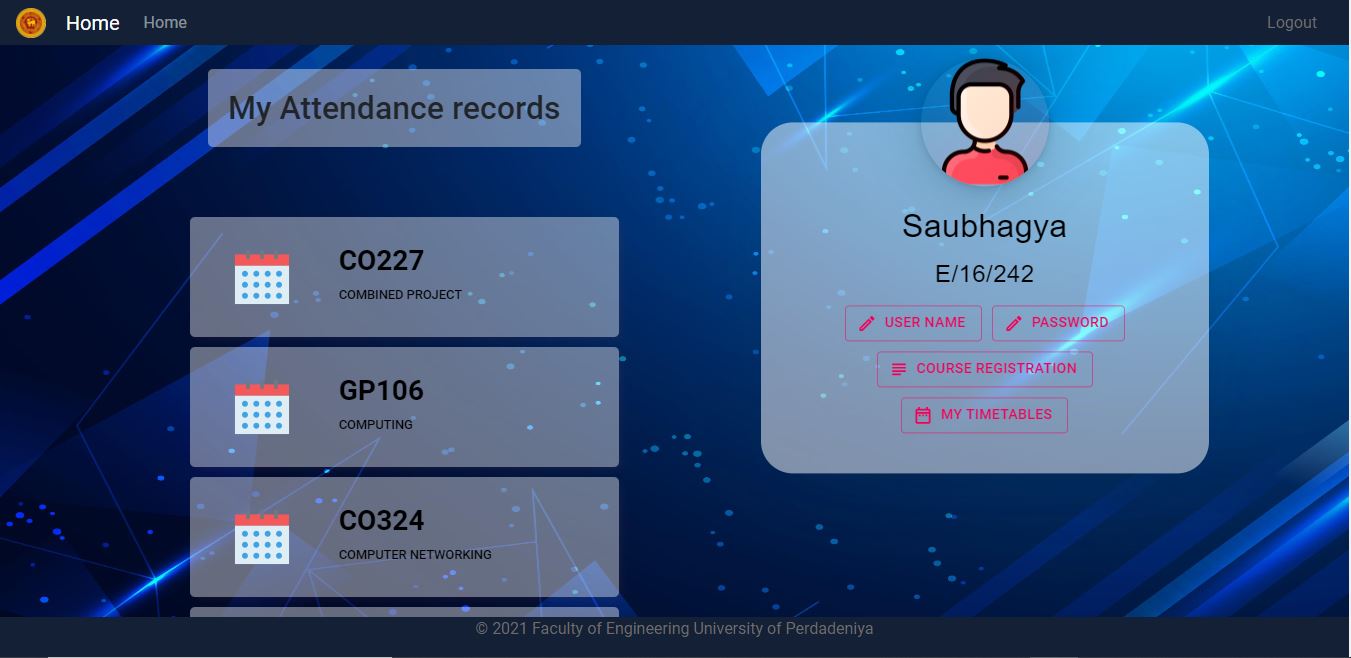 Home Home Logout
My Attendance records
CO227
COMBINED PROJECT
GP106
COMPUTING
CO324
COMPUTER NETWORKING
Saubhagya
E/16/242
USER NAME PASSWORD
COURSE REGISTRATION
MY TIMETABLES
© 2021 Faculty of Engineering University of Perdadeniya